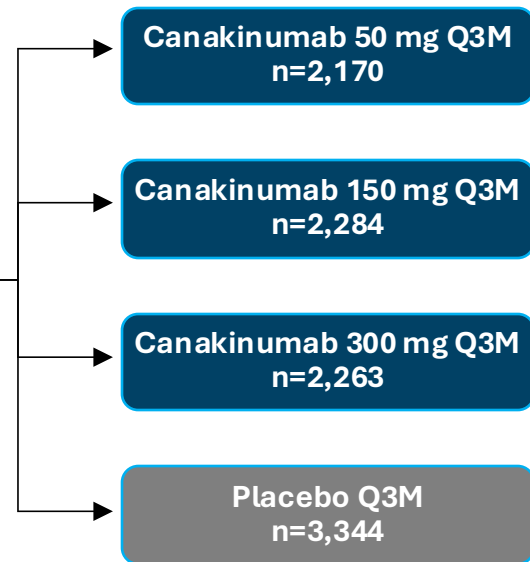 Canakinumab 50 mg Q3M
n=2,170
Canakinumab 150 mg Q3M
n=2,284
Canakinumab 300 mg Q3M
n=2,263
Placebo Q3M
n=3,344